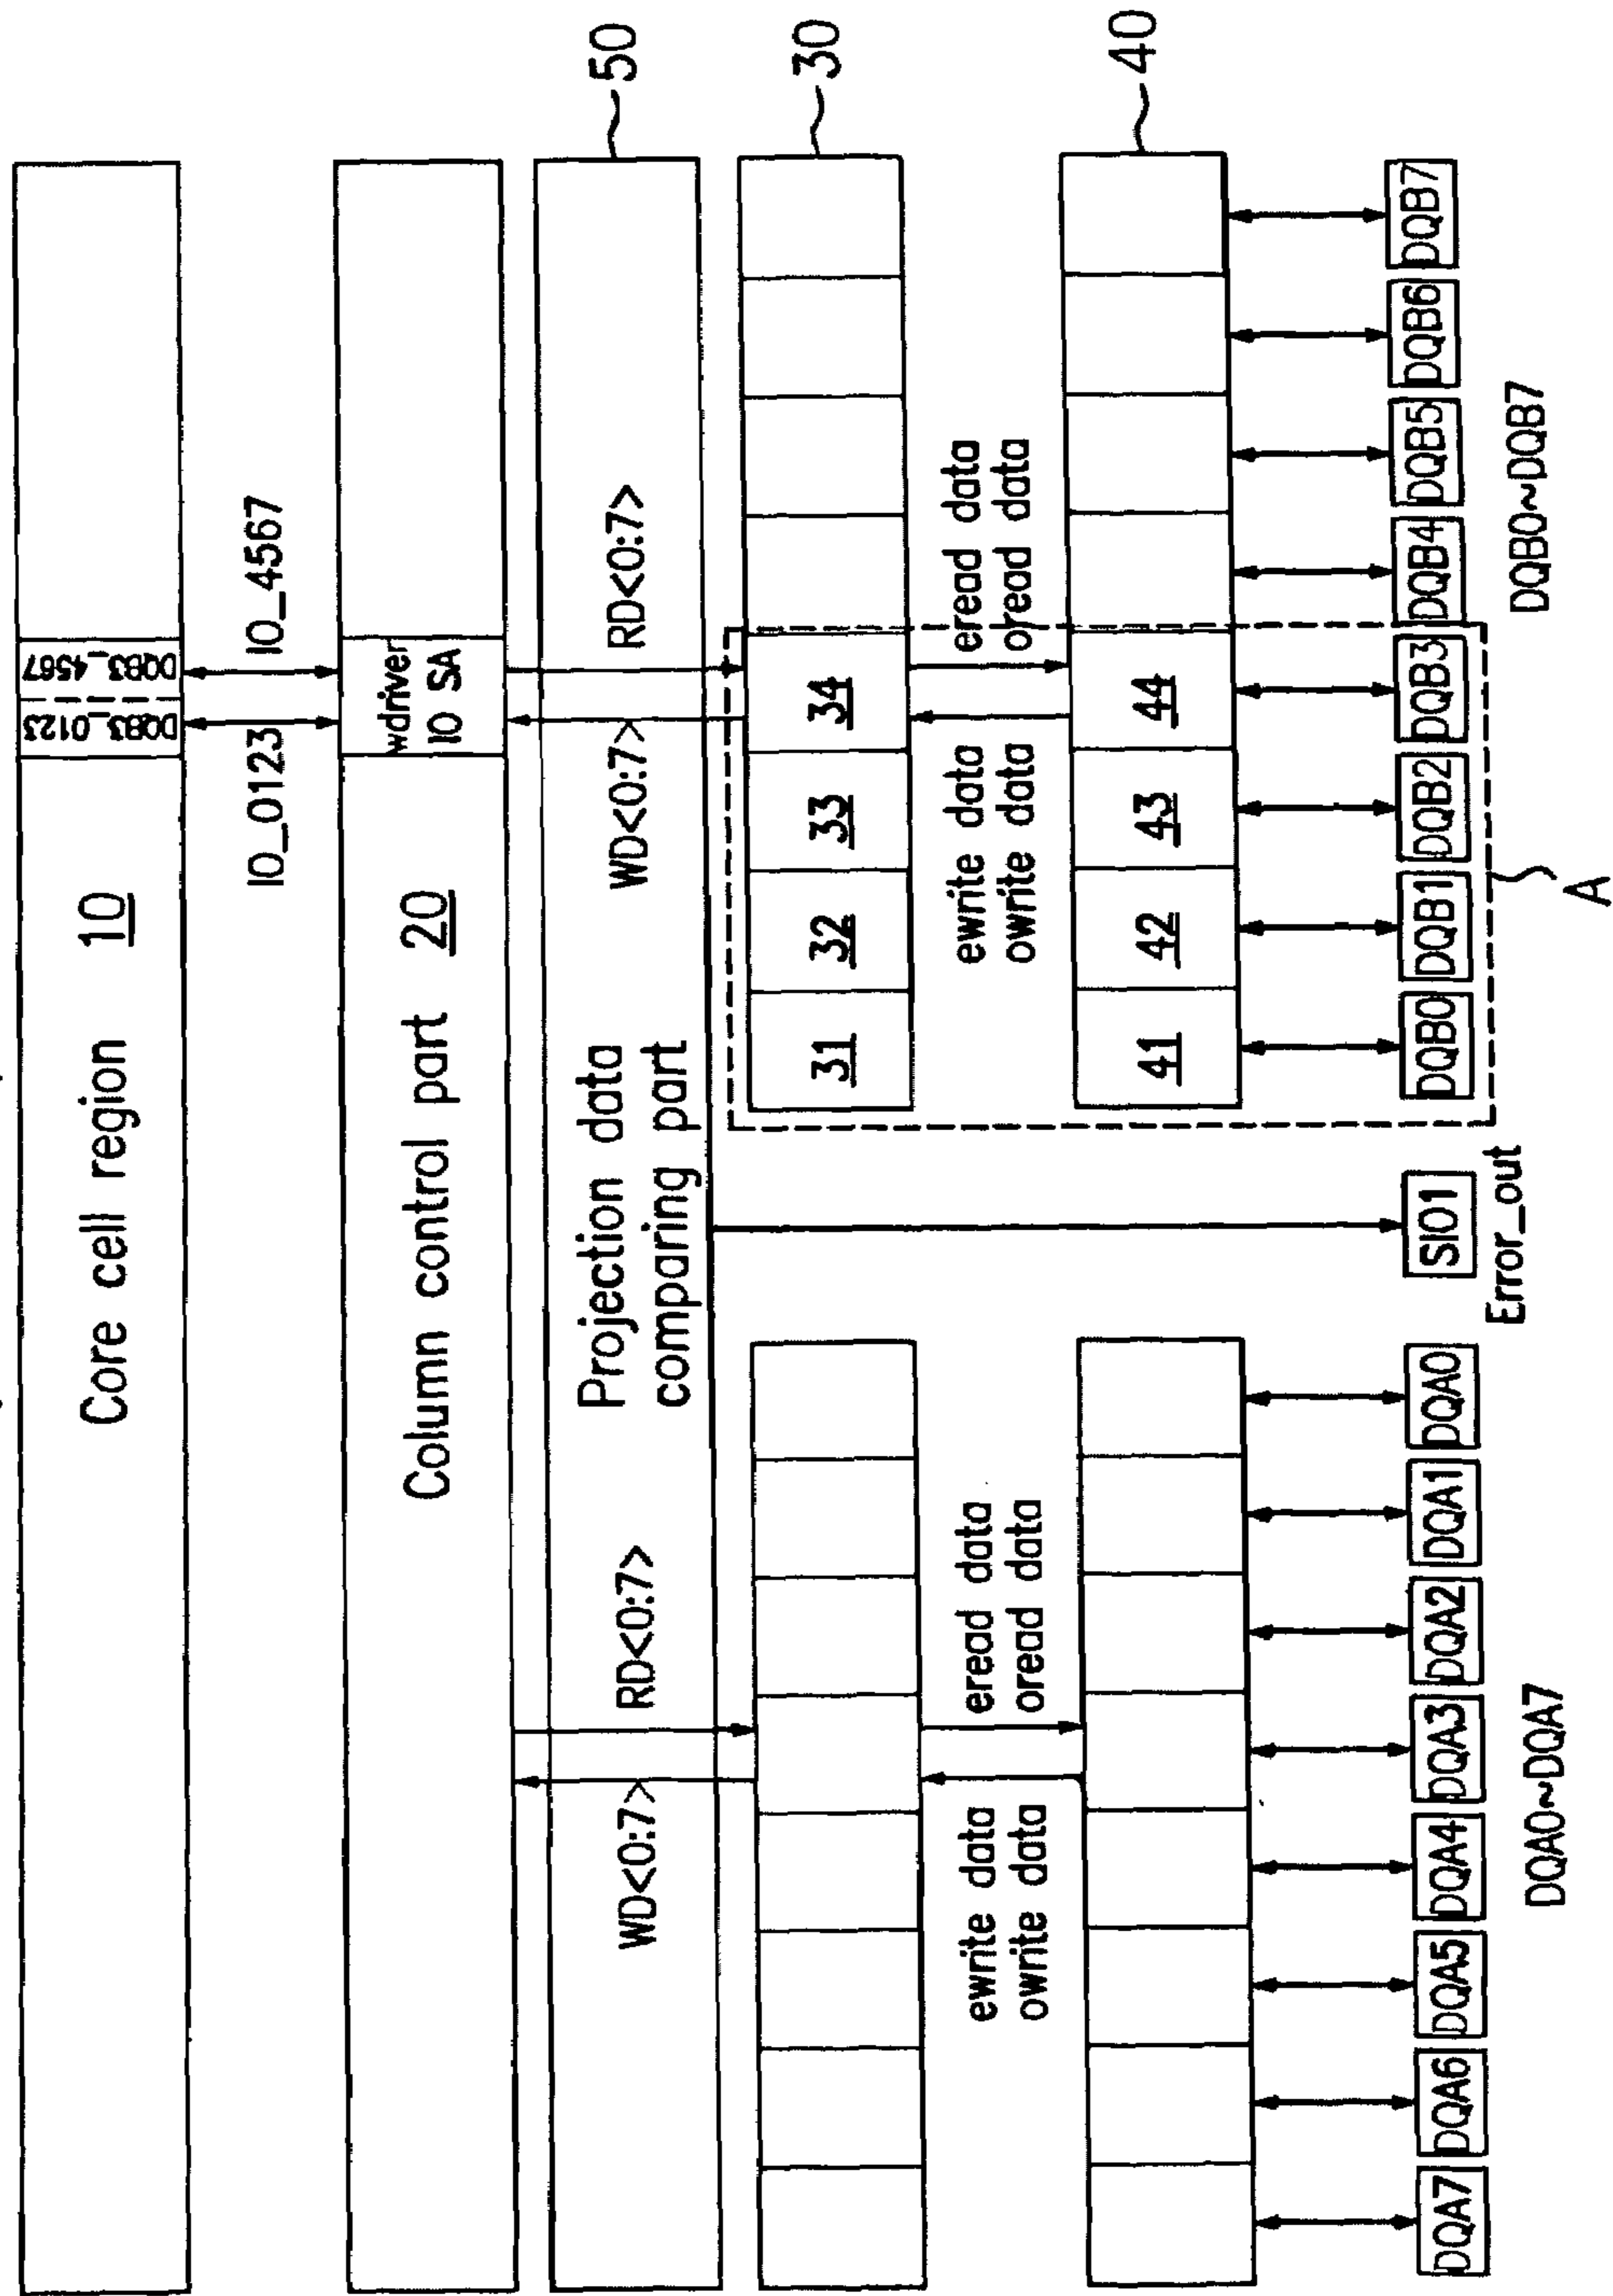 DQB3_0123
DQB3_4567
Core cell region 10
IO_0123
IO_4567
Column control part 20
wdriver
IO SA
50
WD<0:7>
RD<0:7>
Projection data
comparing part
WD<0:7>
RD<0:7>
30
31
32
33
34
ewrite data
owrite data
eread data
oread data
ewrite data
owrite data
eread data
oread data
40
41
42
43
44
DQA7
DQA6
DQA5
DQA4
DQA3
DQA2
DQA1
DQA0
SIO1
DQB0
DQB1
DQB2
DQB3
DQB4
DQB5
DQB6
DQB7
DQA0~DQA7
Error_out
A
DQB0~DQB7